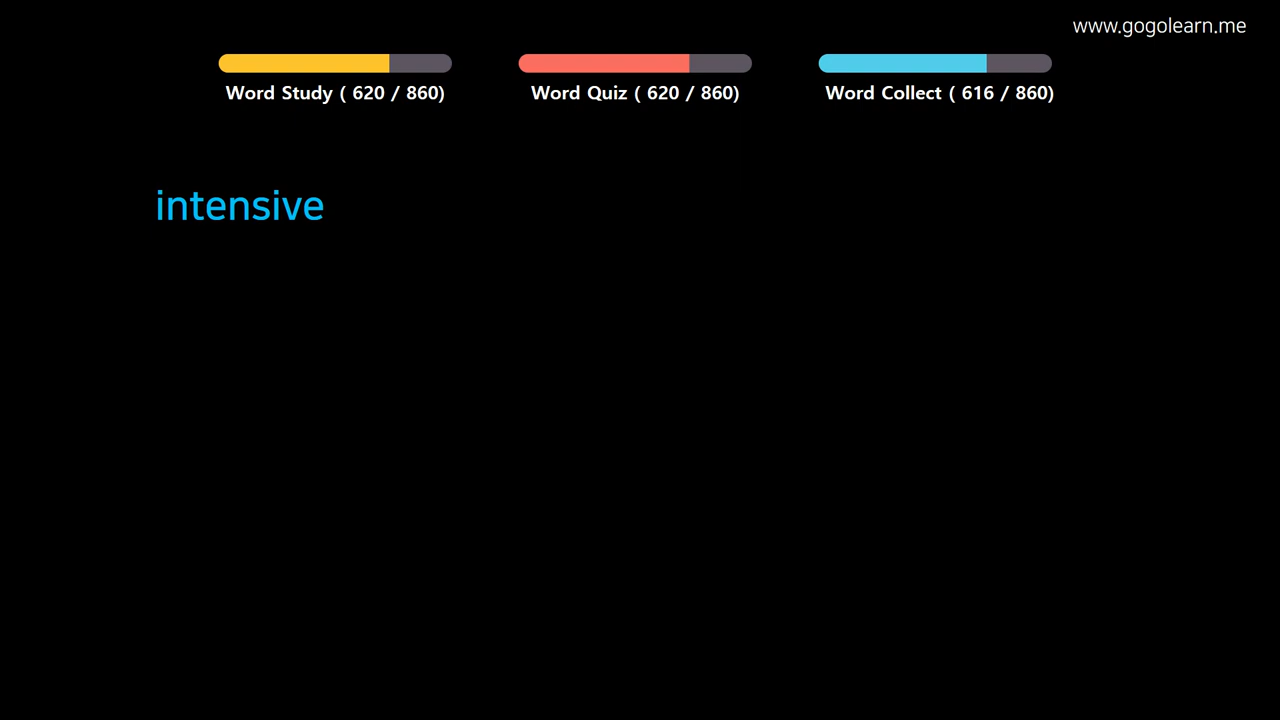 www.gogolearn.me
Word Study ( 620 / 860)
Word Quiz ( 620 / 860)
Word Collect ( 616 / 860)
intensive